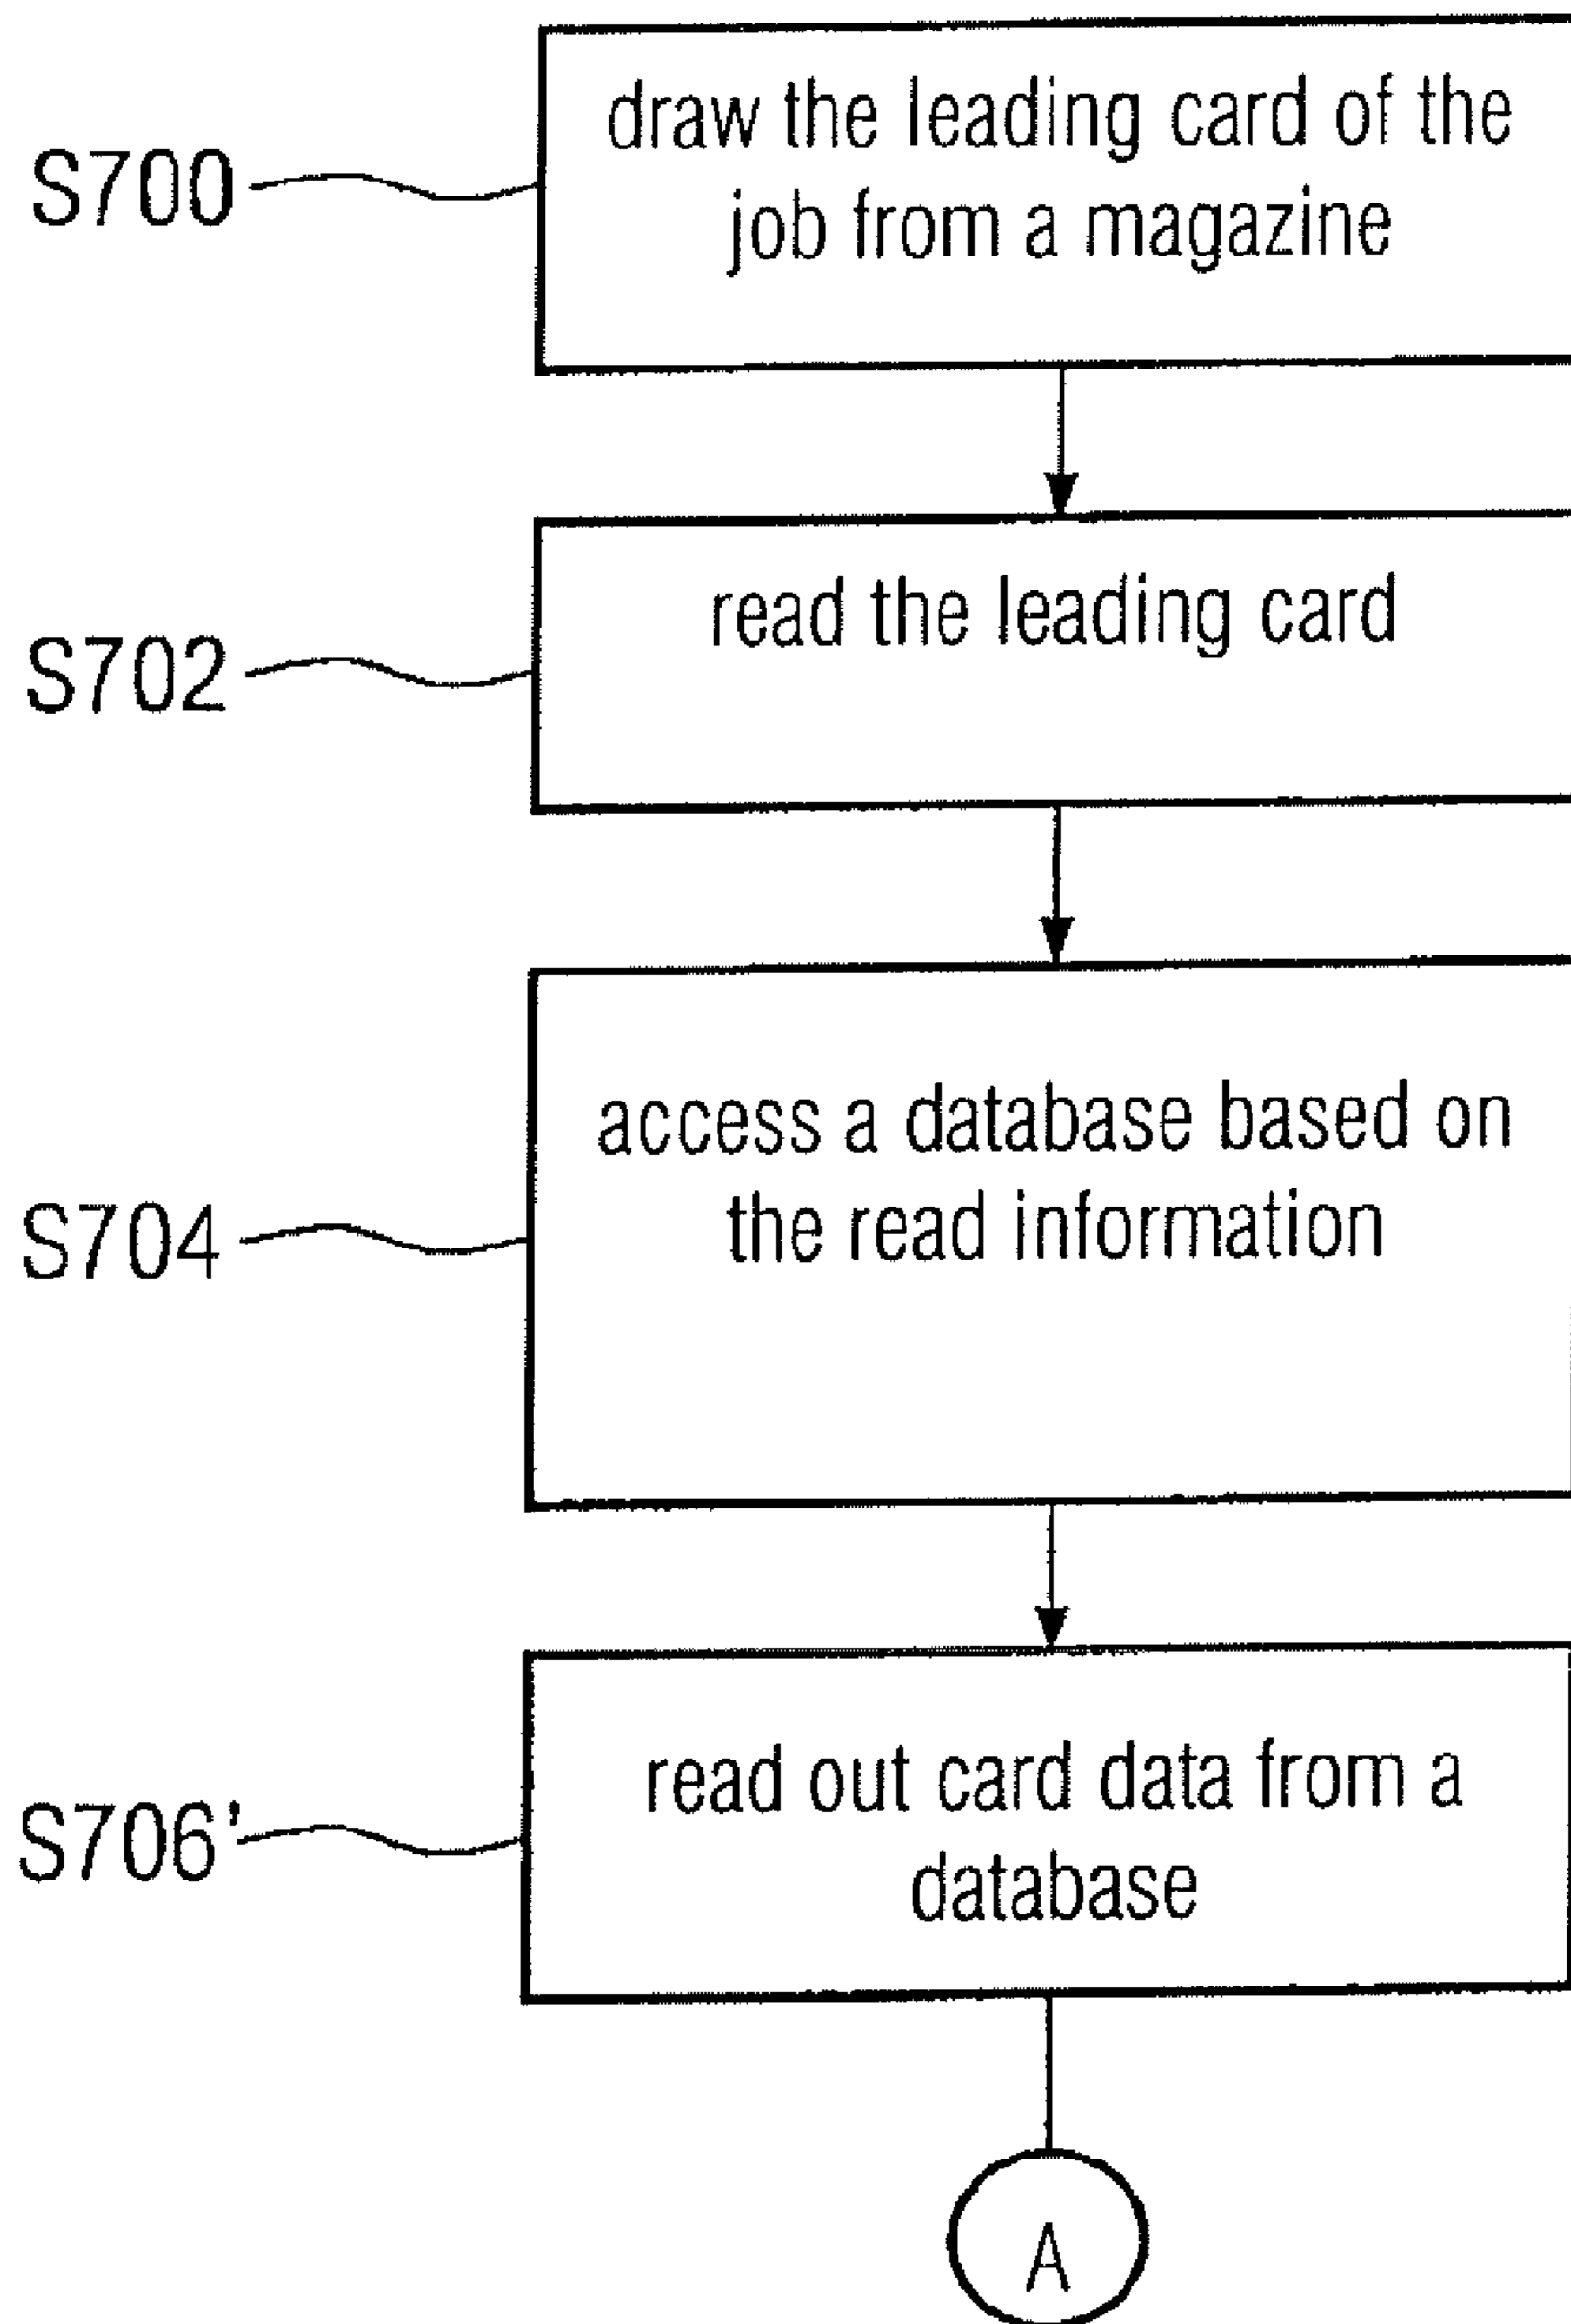 S700
draw the leading card of the
job from a magazine
S702
read the leading card
S704
access a database based on
the read information
S706'
read out card data from a
database
A